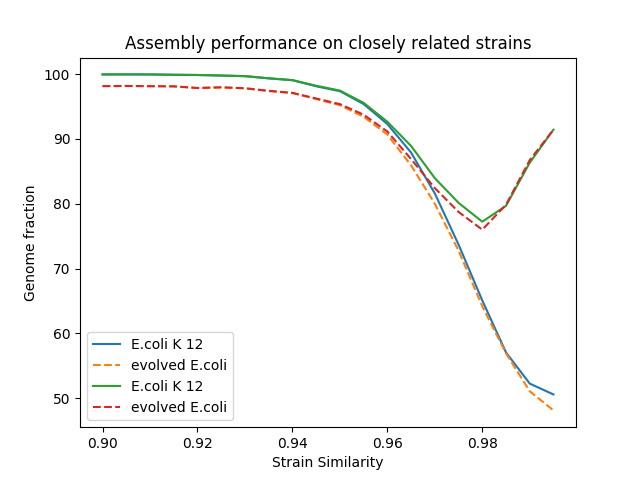 Assembly performance on closely related strains
Genome fraction
100
90
80
70
60
50
E.coli K 12
evolved E.coli
E.coli K 12
evolved E.coli
0.90 0.92 0.94 0.96 0.98
Strain Similarity